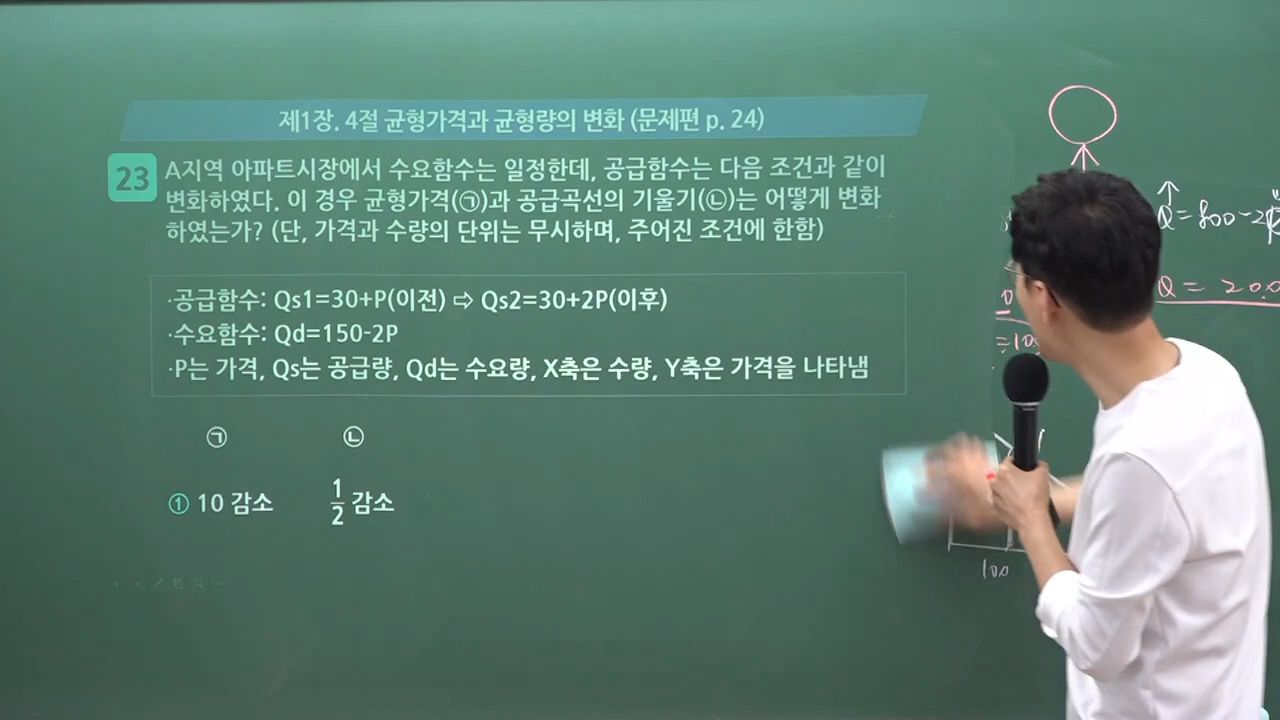 제1장. 4절 균형가격과 균형량의 변화 (문제편 p. 24)
23 A지역 아파트시장에서 수요함수는 일정한데, 공급함수는 다음 조건과 같이
변화하였다. 이 경우 균형가격(㉠)과 공급곡선의 기울기(㉡)는 어떻게 변화
하였는가? (단, 가격과 수량의 단위는 무시하며, 주어진 조건에 한함)
·공급함수: Qs1=30+P(이전) ⇨ Qs2=30+2P(이후)
·수요함수: Qd=150-2P
·P는 가격, Qs는 공급량, Qd는 수요량, X축은 수량, Y축은 가격을 나타냄
㉠ ㉡
① 10 감소 1/2 감소
100